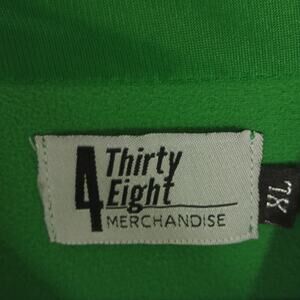 4 Thirty
Eight
MERCHANDISE
XL